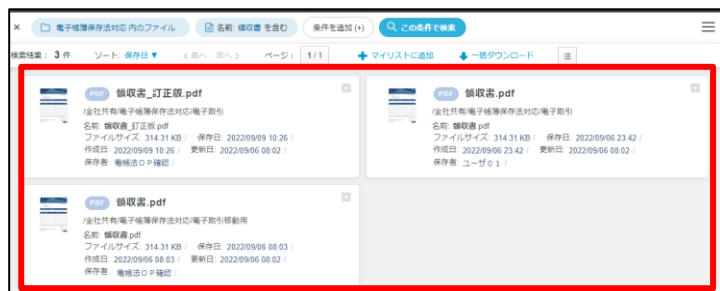 × 電子帳簿保存法対応 内のファイル 名前: 領収書 を含む 条件を追加 (+) この条件で検索
検索結果: 3 件 ソート: 保存日▼ <前へ 次へ> ページ: 1/1 マイリストに追加 一括ダウンロード
PDF 領収書_訂正版.pdf
/全社共有/電子帳簿保存法対応/電子取引
名前: 領収書_訂正版.pdf
ファイルサイズ: 314.31 KB / 保存日: 2022/09/09 10:26 /
作成日: 2022/09/09 10:26 / 更新日: 2022/09/06 08:02 /
保存者: 電帳法OP確認 /
PDF 領収書.pdf
/全社共有/電子帳簿保存法対応/電子取引
名前: 領収書.pdf
ファイルサイズ: 314.31 KB / 保存日: 2022/09/06 23:42 /
作成日: 2022/09/06 23:42 / 更新日: 2022/09/06 08:02 /
保存者: ユーザ01 /
PDF 領収書.pdf
/全社共有/電子帳簿保存法対応/電子取引移動用
名前: 領収書.pdf
ファイルサイズ: 314.31 KB / 保存日: 2022/09/06 08:03 /
作成日: 2022/09/06 08:03 / 更新日: 2022/09/06 08:02 /
保存者: 電帳法OP確認 /